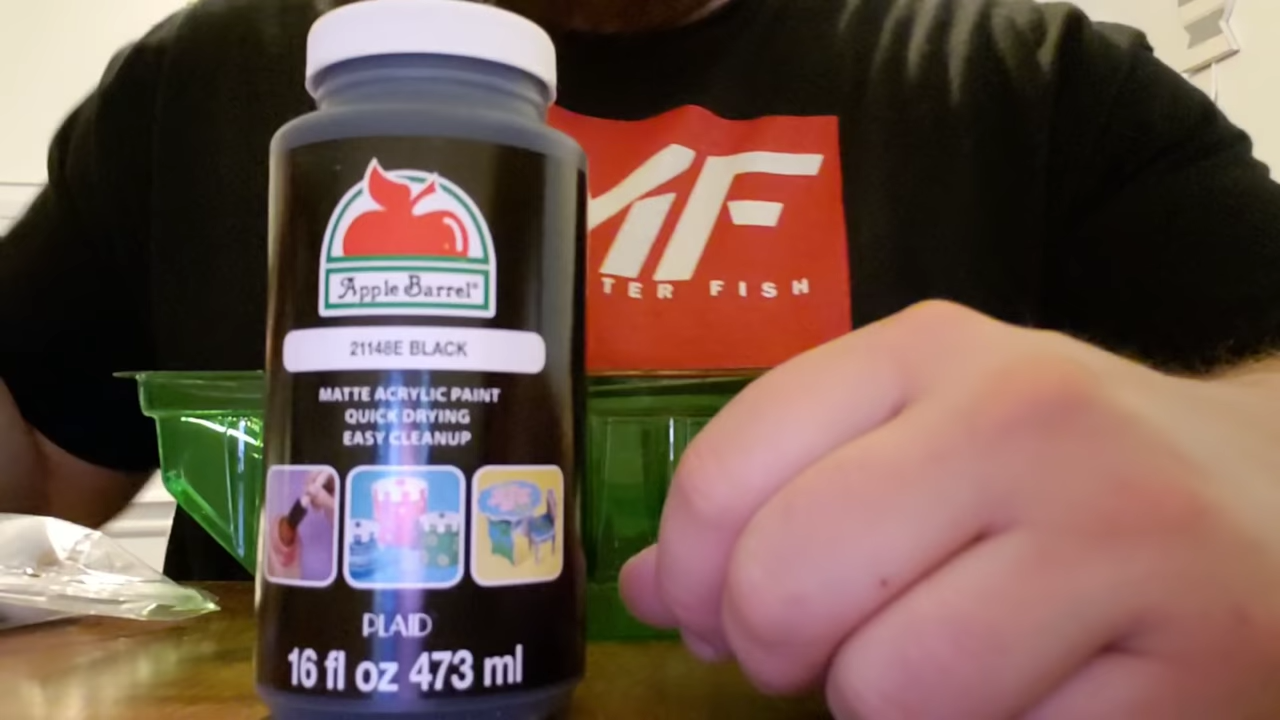 Apple Barrel®
21148E BLACK
MATTE ACRYLIC PAINT
QUICK DRYING
EASY CLEANUP
PLAID
16 fl oz 473 ml
MF
TER FISH